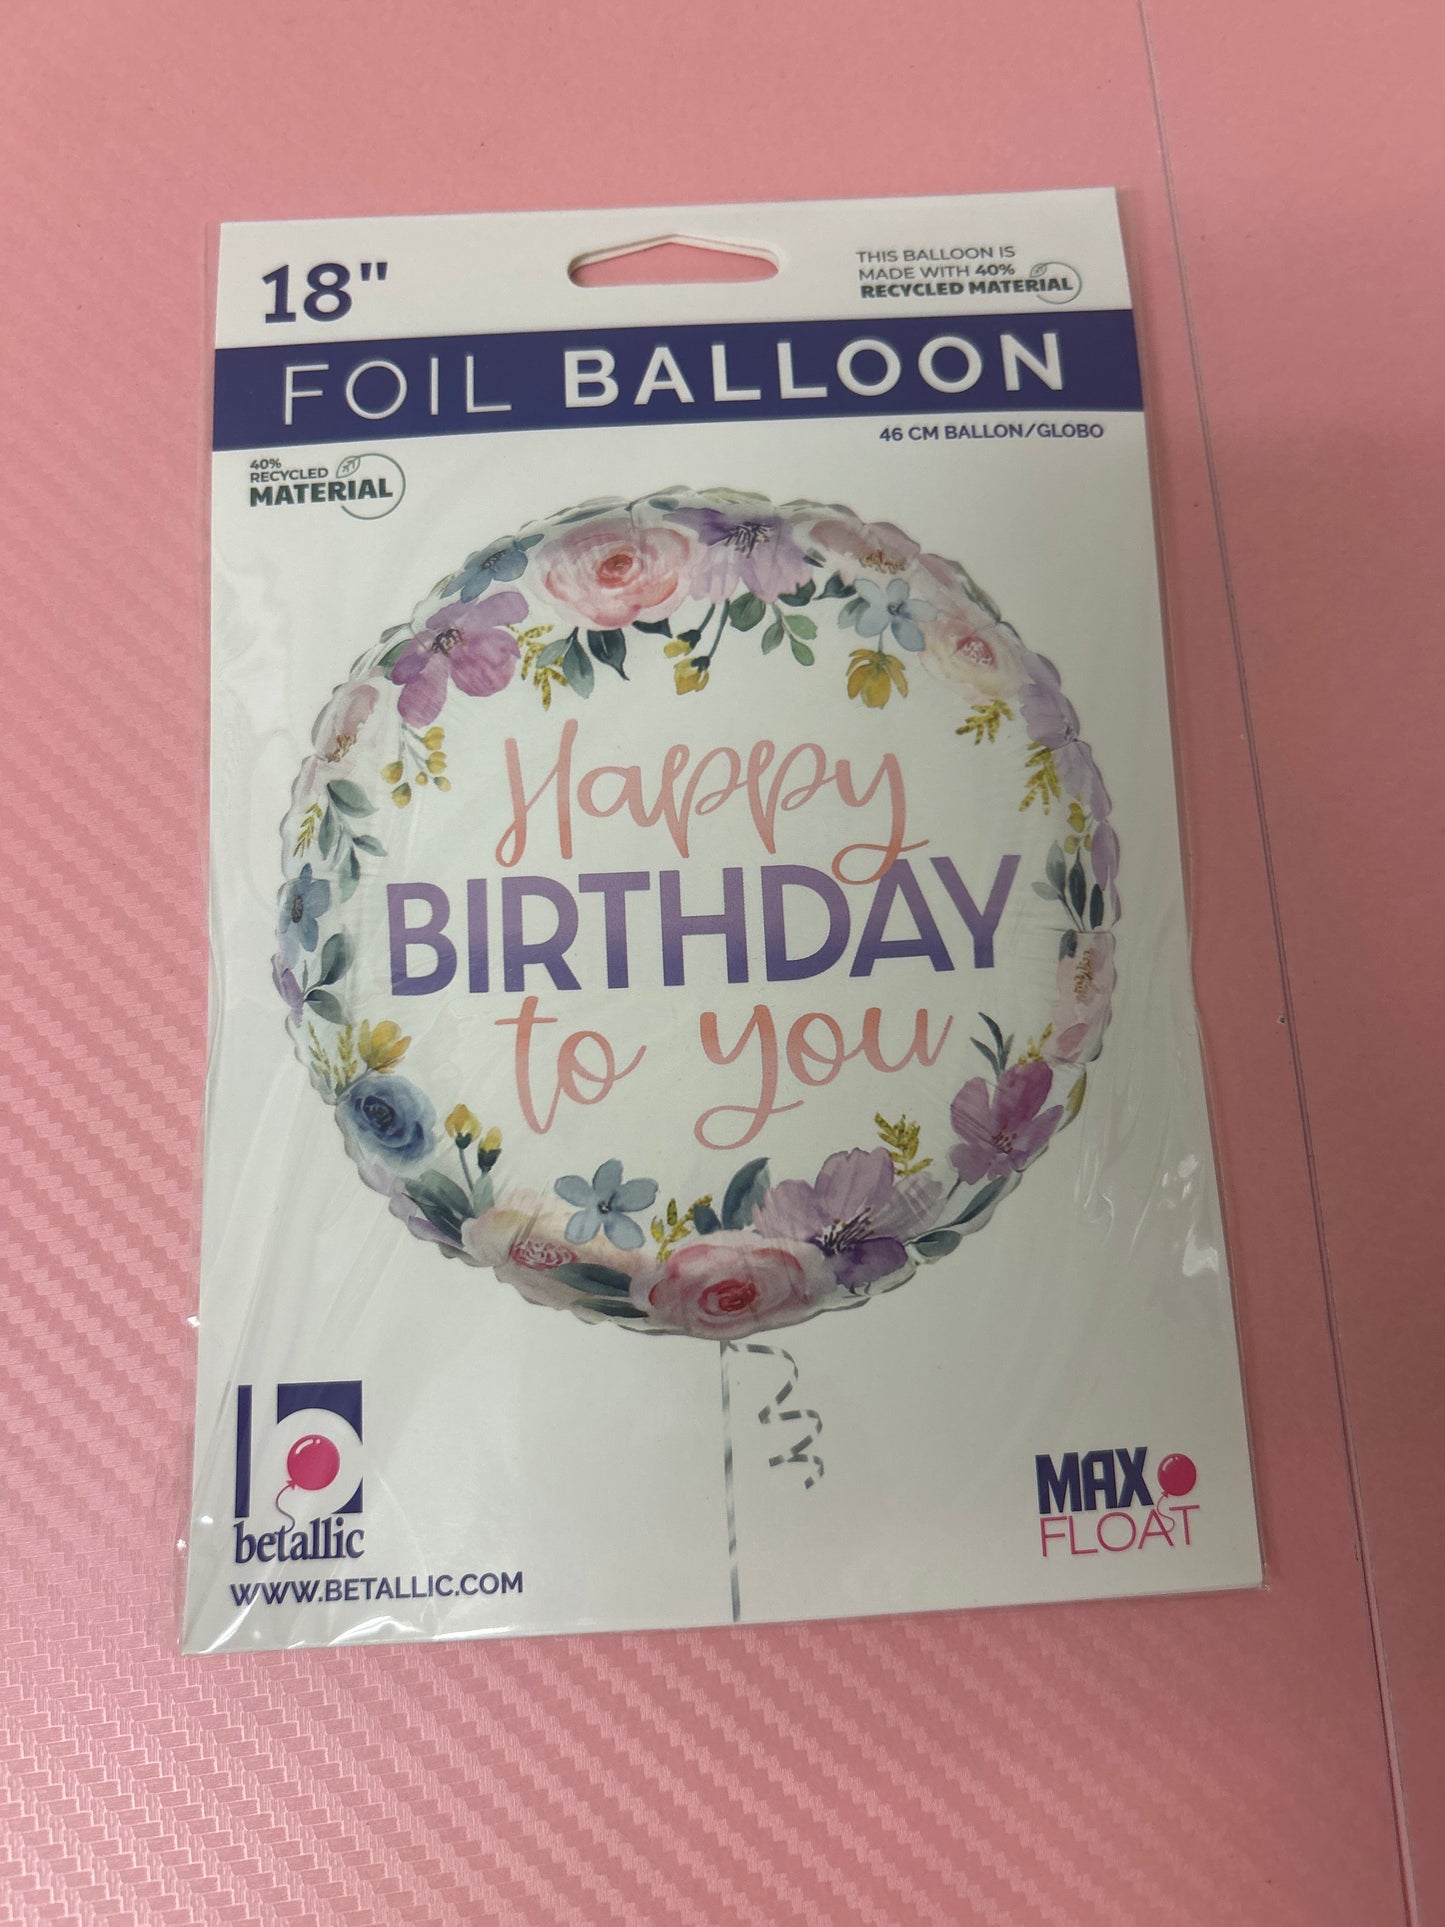 18"
THIS BALLOON IS
MADE WITH 40%
RECYCLED MATERIAL
FOIL BALLOON
46 CM BALLON/GLOBO
40%
RECYCLED
MATERIAL
Happy
BIRTHDAY
to you
betallic
WWW.BETALLIC.COM
MAX
FLOAT